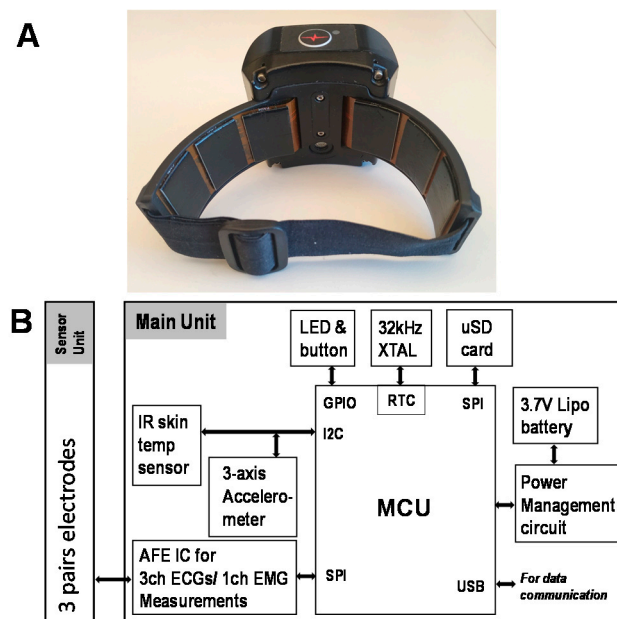 A
B
Sensor
Unit
3 pairs electrodes
Main Unit
LED &
button
32kHz
XTAL
uSD
card
GPIO
RTC
SPI
3.7V Lipo
battery
IR skin
temp
sensor
I2C
3-axis
Accelero-
meter
MCU
Power
Management
circuit
AFE IC for
3ch ECGs/ 1ch EMG
Measurements
SPI
USB
For data
communication